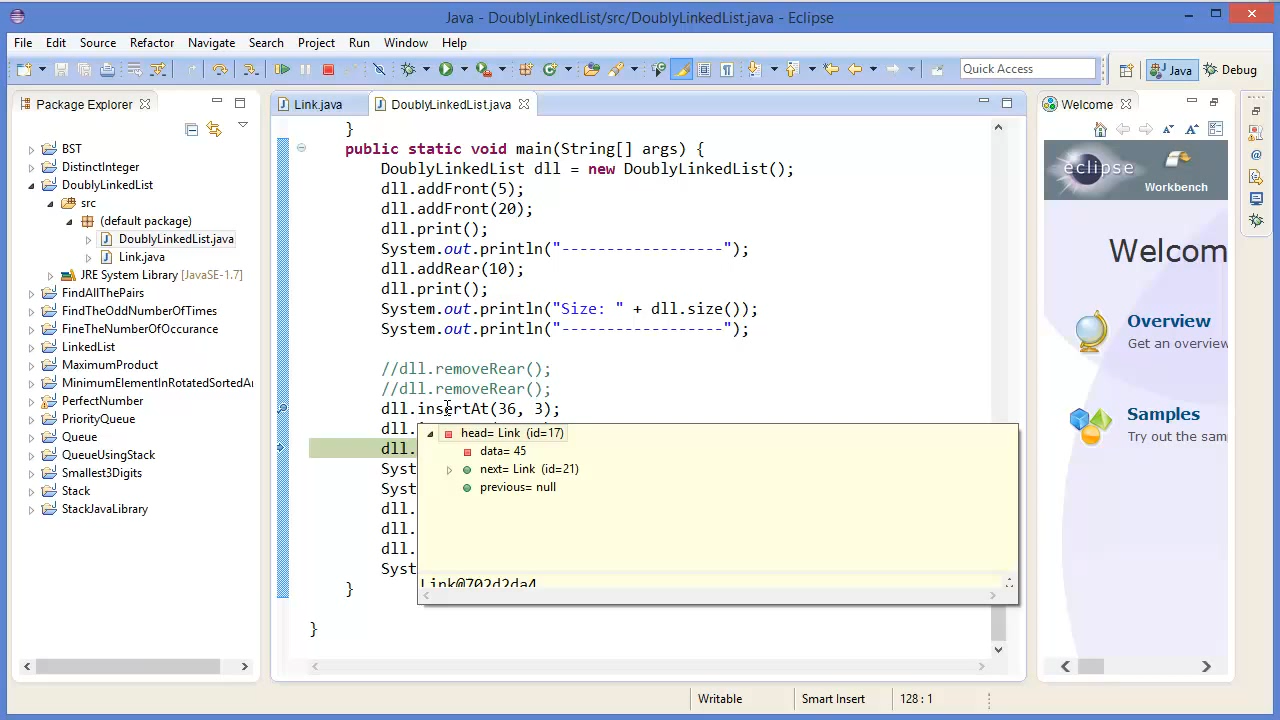 Java - DoublyLinkedList/src/DoublyLinkedList.java - Eclipse
File Edit Source Refactor Navigate Search Project Run Window Help
Quick Access
Java
Debug
Package Explorer
Link.java
DoublyLinkedList.java
Welcome
BST
DistinctInteger
DoublyLinkedList
src
(default package)
DoublyLinkedList.java
Link.java
JRE System Library [JavaSE-1.7]
FindAllThePairs
FindTheOddNumberOfTimes
FineTheNumberOfOccurance
LinkedList
MaximumProduct
MinimumElementInRotatedSortedAr
PerfectNumber
PriorityQueue
Queue
QueueUsingStack
Smallest3Digits
Stack
StackJavaLibrary
}
public static void main(String[] args) {
DoublyLinkedList dll = new DoublyLinkedList();
dll.addFront(5);
dll.addFront(20);
dll.print();
System.out.println("------------------");
dll.addRear(10);
dll.print();
System.out.println("Size: " + dll.size());
System.out.println("------------------");
//dll.removeRear();
//dll.removeRear();
dll.insertAt(36, 3);
dll.
dll.
Syst
Syst
dll.
dll.
dll.
Syst
}
}
head= Link (id=17)
data= 45
next= Link (id=21)
previous= null
Link@702d2da4
eclipse
Workbench
Welcom
Overview
Get an overview
Samples
Try out the sam
Writable
Smart Insert
128 : 1